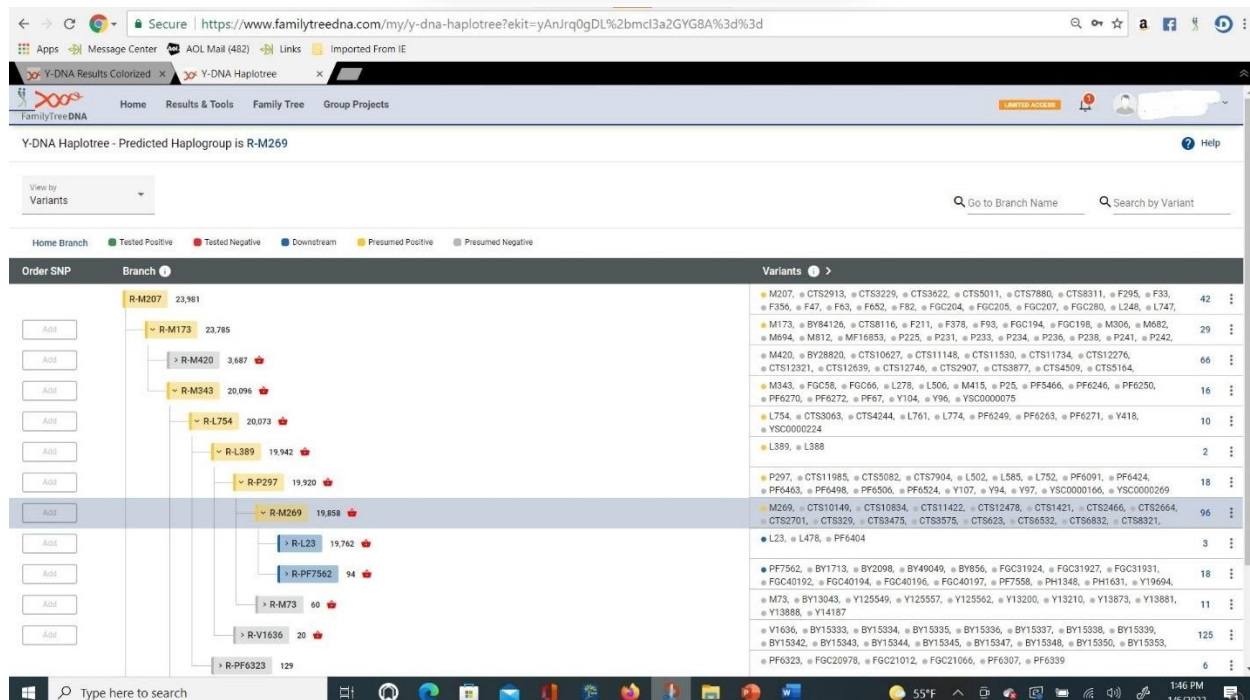 Secure | https://www.familytreedna.com/my/y-dna-haplotree?ekit=yAnJrq0gDL%2bmcl3a2GYG8A%3d%3d
Apps Message Center AOL Mail (482) Links Imported From IE
Y-DNA Results Colorized × Y-DNA Haplotree ×
FamilyTreeDNA Home Results & Tools Family Tree Group Projects LIMITED ACCESS 1
Y-DNA Haplotree - Predicted Haplogroup is R-M269 Help
View by
Variants
Go to Branch Name Search by Variant
Home Branch Tested Positive Tested Negative Downstream Presumed Positive Presumed Negative
Order SNP Branch Variants
R-M207 23,981 M207, CTS2913, CTS3229, CTS3622, CTS5011, CTS7880, CTS8311, F295, F33, 42
F356, F47, F63, F652, F82, FGC204, FGC205, FGC207, FGC280, L248, L747,
Add R-M173 23,785 M173, BY84126, CTS8116, F211, F378, F93, FGC194, FGC198, M306, M682, 29
M694, M812, MF16853, P225, P231, P233, P234, P236, P238, P241, P242,
Add R-M420 3,687 M420, BY28820, CTS10627, CTS11148, CTS11530, CTS11734, CTS12276, 66
CTS12321, CTS12639, CTS12746, CTS2907, CTS3877, CTS4509, CTS5164,
Add R-M343 20,096 M343, FGC58, FGC66, L278, L506, M415, P25, PF5466, PF6246, PF6250, 16
PF6270, PF6272, PF67, Y104, Y96, YSC0000075
Add R-L754 20,073 L754, CTS3063, CTS4244, L761, L774, PF6249, PF6263, PF6271, Y418, 10
YSC0000224
Add R-L389 19,942 L389, L388 2
Add R-P297 19,920 P297, CTS11985, CTS5082, CTS7904, L502, L585, L752, PF6091, PF6424, 18
PF6463, PF6498, PF6506, PF6524, Y107, Y94, Y97, YSC0000166, YSC0000269
Add R-M269 19,858 M269, CTS10149, CTS10834, CTS11422, CTS12478, CTS1421, CTS2466, CTS2664, 96
CTS2701, CTS329, CTS3475, CTS3575, CTS623, CTS6532, CTS6832, CTS8321,
Add R-L23 19,762 L23, L478, PF6404 3
Add R-PF7562 94 PF7562, BY1713, BY2098, BY49049, BY856, FGC31924, FGC31927, FGC31931, 18
FGC40192, FGC40194, FGC40196, FGC40197, PF7558, PH1348, PH1631, Y19694,
Add R-M73 60 M73, BY13043, Y125549, Y125557, Y125562, Y13200, Y13210, Y13873, Y13881, 11
Y13888, Y14187
Add R-V1636 20 V1636, BY15333, BY15334, BY15335, BY15336, BY15337, BY15338, BY15339, 125
BY15342, BY15343, BY15344, BY15345, BY15347, BY15348, BY15350, BY15353,
R-PF6323 129 PF6323, FGC20978, FGC21012, FGC21066, PF6307, PF6339 6
Type here to search 55°F 1:46 PM